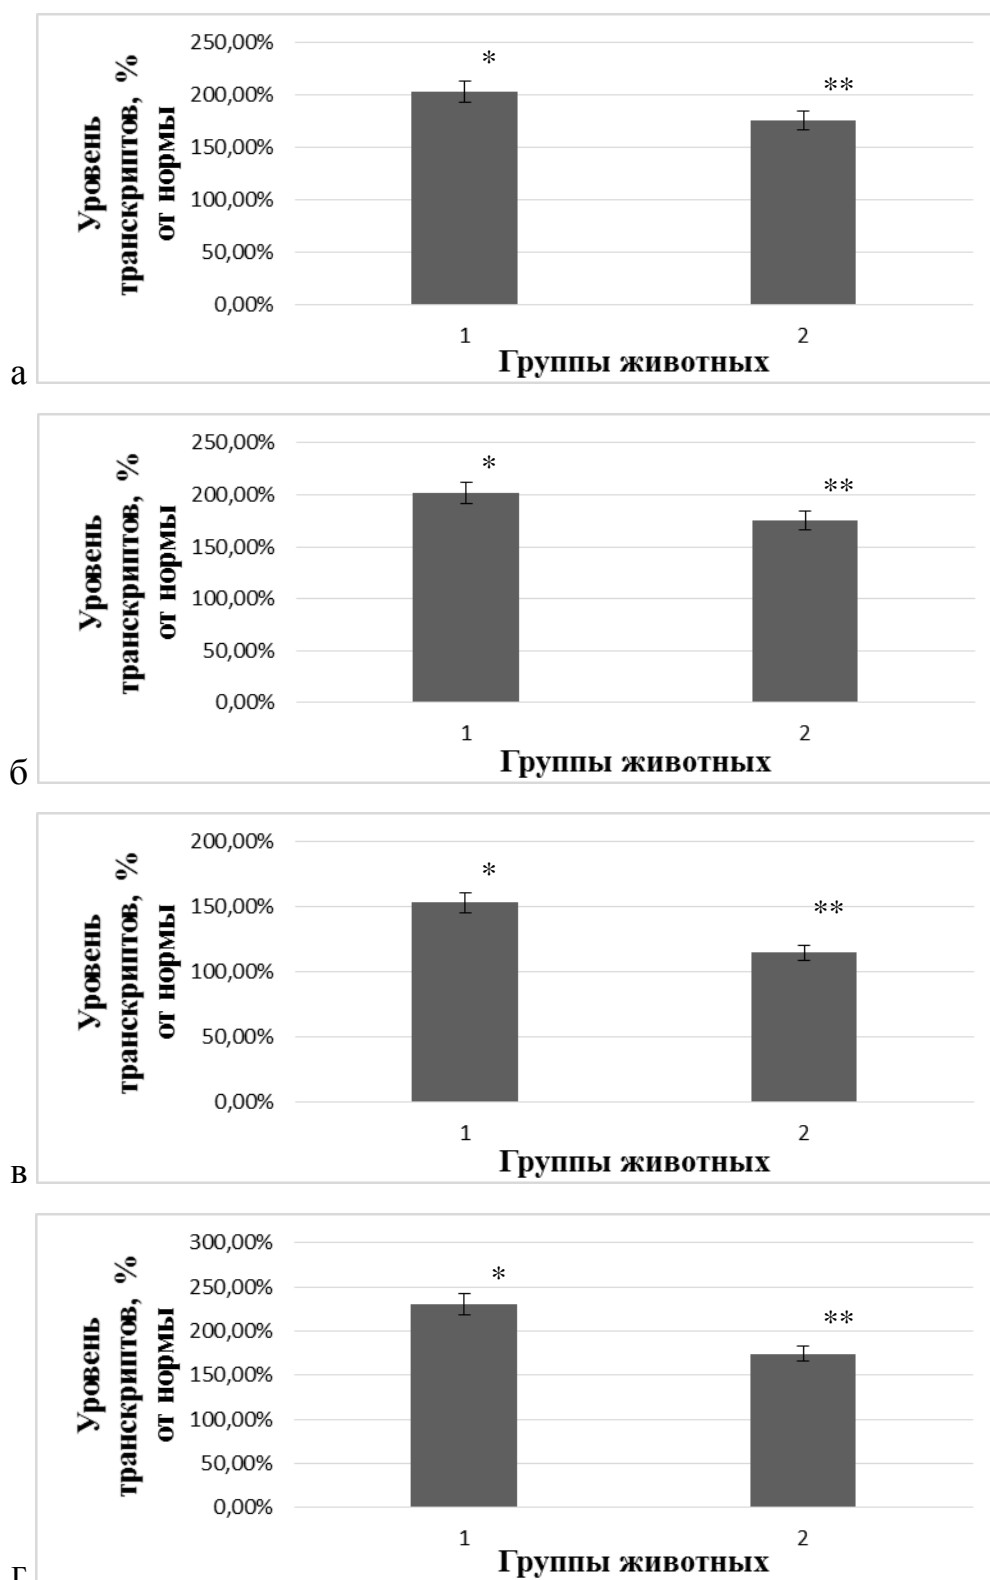 250,00%
*
200,00%
**
150,00%
100,00%
50,00%
0,00%
Уровень
транскриптов, %
от нормы
1
2
Группы животных
а
250,00%
*
200,00%
**
150,00%
100,00%
50,00%
0,00%
Уровень
транскриптов, %
от нормы
1
2
Группы животных
б
200,00%
*
150,00%
**
100,00%
50,00%
0,00%
Уровень
транскриптов, %
от нормы
1
2
Группы животных
в
300,00%
250,00%
*
200,00%
**
150,00%
100,00%
50,00%
0,00%
Уровень
транскриптов, %
от нормы
1
2
Группы животных
г